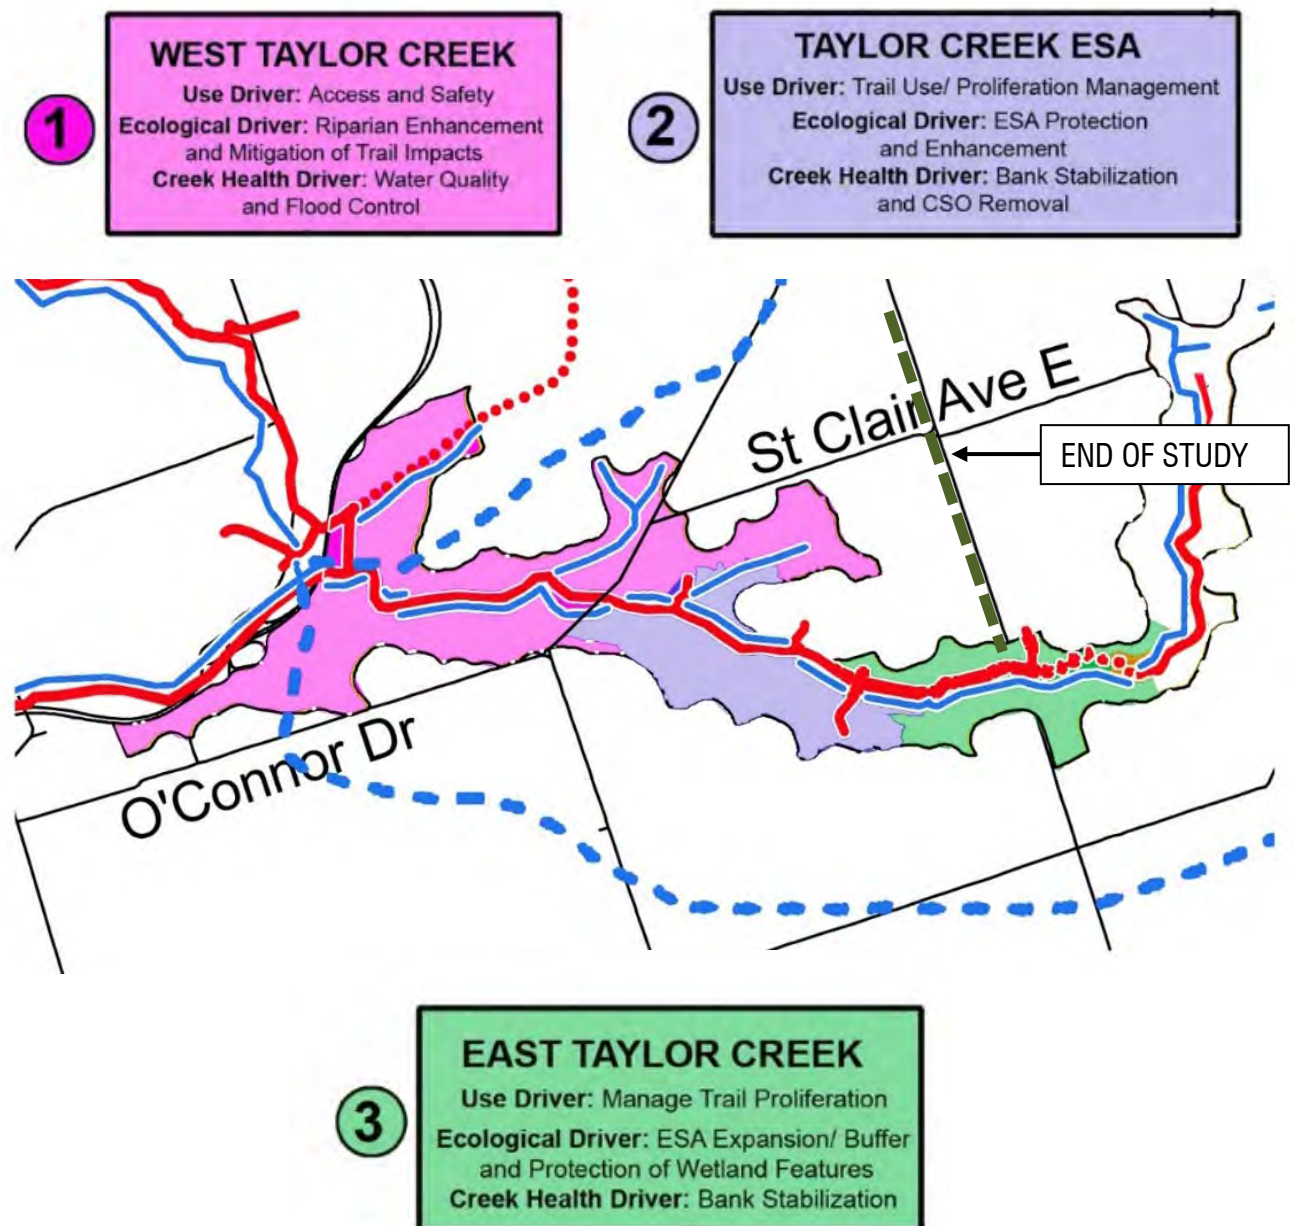 WEST TAYLOR CREEK
Use Driver: Access and Safety
Ecological Driver: Riparian Enhancement
and Mitigation of Trail Impacts
Creek Health Driver: Water Quality
and Flood Control
1
TAYLOR CREEK ESA
Use Driver: Trail Use/ Proliferation Management
Ecological Driver: ESA Protection
and Enhancement
Creek Health Driver: Bank Stabilization
and CSO Removal
2
St Clair Ave E
END OF STUDY
O'Connor Dr
EAST TAYLOR CREEK
Use Driver: Manage Trail Proliferation
Ecological Driver: ESA Expansion/ Buffer
and Protection of Wetland Features
Creek Health Driver: Bank Stabilization
3